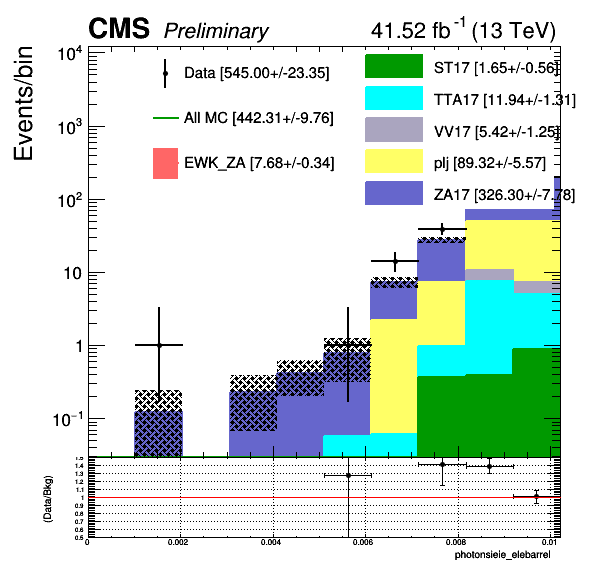 CMS Preliminary 41.52 fb⁻¹ (13 TeV)
Events/bin
10⁴
10³
10²
10
1
10⁻¹
Data [545.00+/-23.35]
All MC [442.31+/-9.76]
EWK_ZA [7.68+/-0.34]
ST17 [1.65+/-0.56]
TTA17 [11.94+/-1.31]
VV17 [5.42+/-1.25]
plj [89.32+/-5.57]
ZA17 [326.30+/-7.78]
(Data/Bkg)
1.5
1.4
1.3
1.2
1.1
1
0.9
0.8
0.7
0.6
0.5
0 0.002 0.004 0.006 0.008 0.01
photonsieie_elebarrel